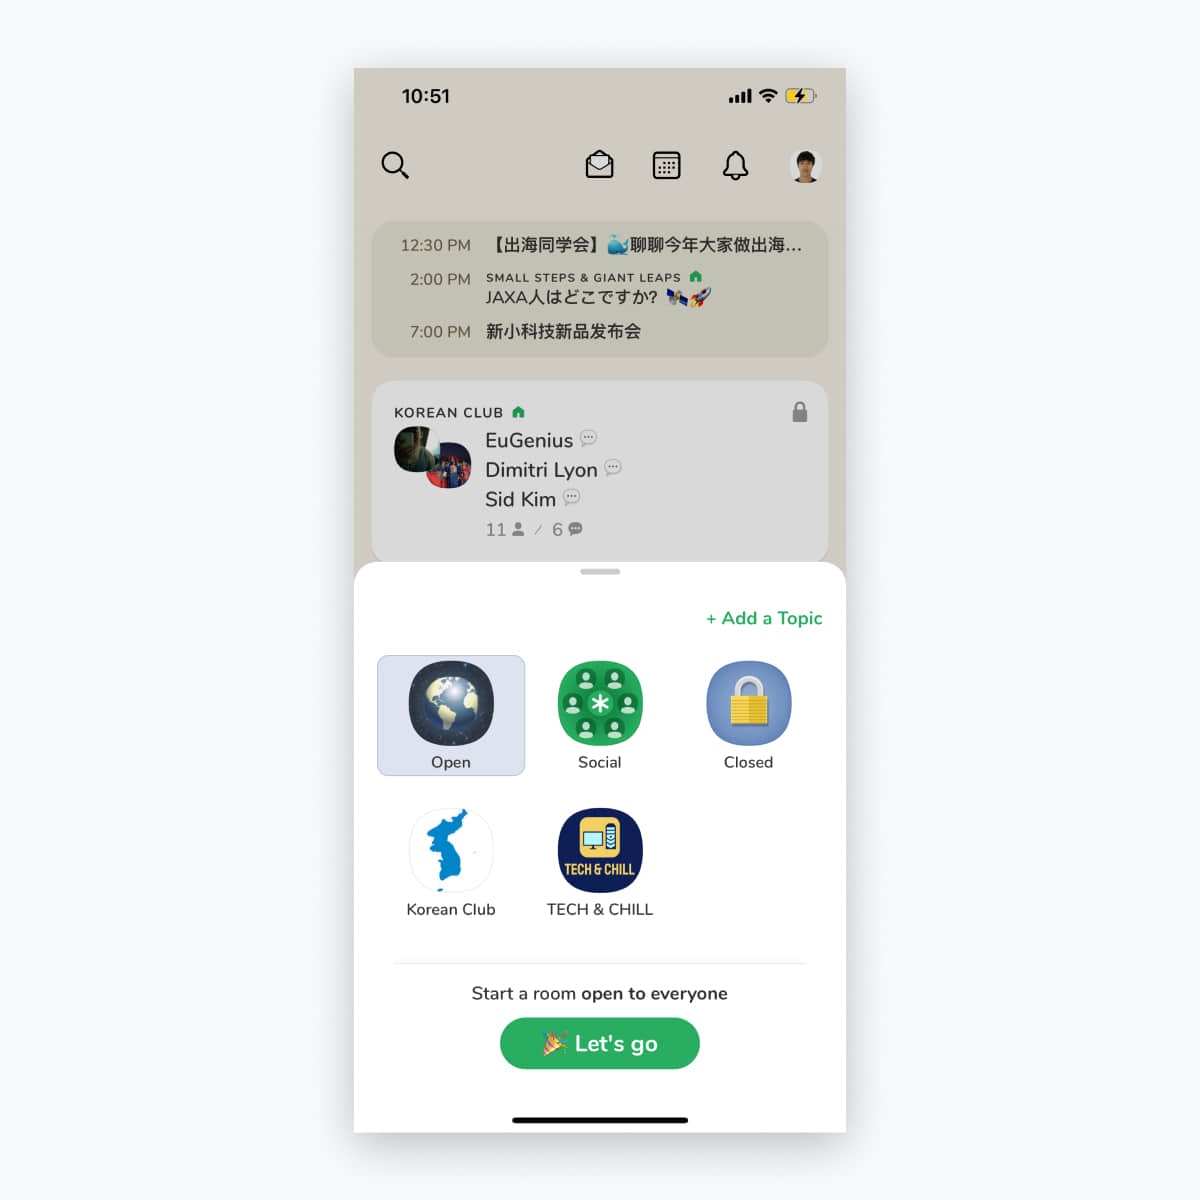 10:51
12:30 PM 【出海同学会】🐳聊聊今年大家做出海...
2:00 PM SMALL STEPS & GIANT LEAPS
JAXA人はどこですか? 🛰️🚀
7:00 PM 新小科技新品发布会
KOREAN CLUB
EuGenius
Dimitri Lyon
Sid Kim
11 / 6
+ Add a Topic
Open Social Closed
TECH & CHILL
Korean Club TECH & CHILL
Start a room open to everyone
🎉 Let's go